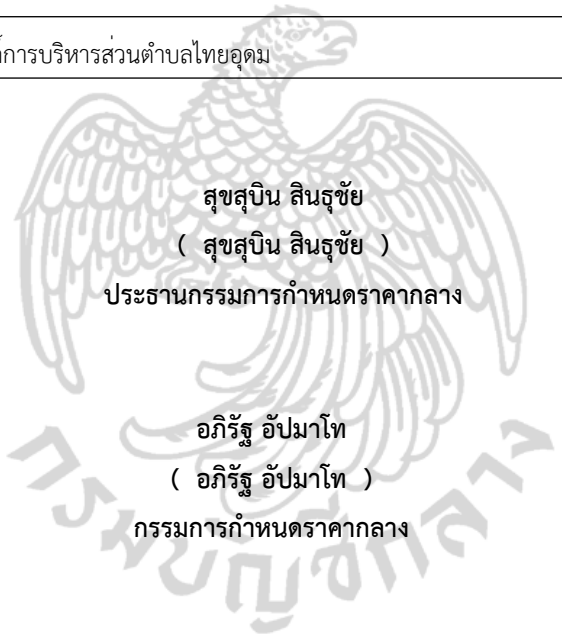 การบริหารส่วนตำบลไทยอุดม
สุขสุบิน สินธุชัย
( สุขสุบิน สินธุชัย )
ประธานกรรมการกำหนดราคากลาง
อภิรัฐ อัปมาโท
( อภิรัฐ อัปมาโท )
กรรมการกำหนดราคากลาง
กรมบัญชีกลาง